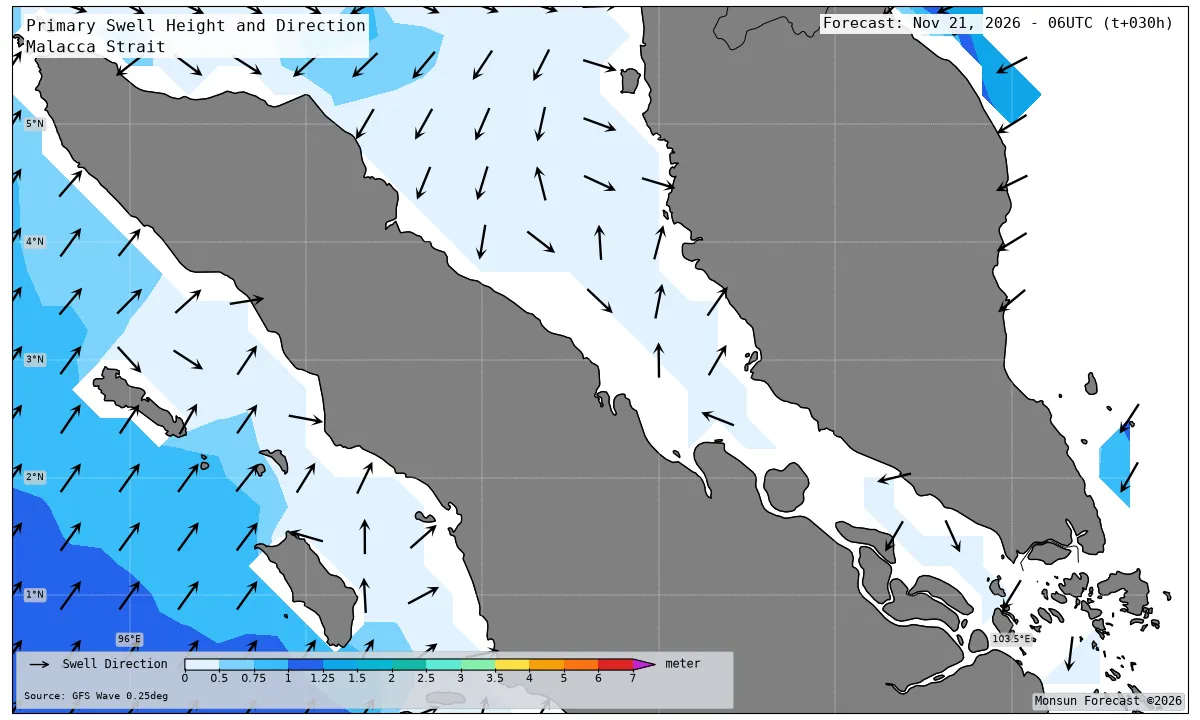 Primary Swell Height and Direction
Malacca Strait
Forecast: Nov 21, 2026 - 06UTC (t+030h)
5°N
4°N
3°N
2°N
1°N
96°E
103.5°E
Swell Direction
0 0.5 0.75 1 1.25 1.5 2 2.5 3 3.5 4 5 6 7
meter
Source: GFS Wave 0.25deg
Monsun Forecast ©2026